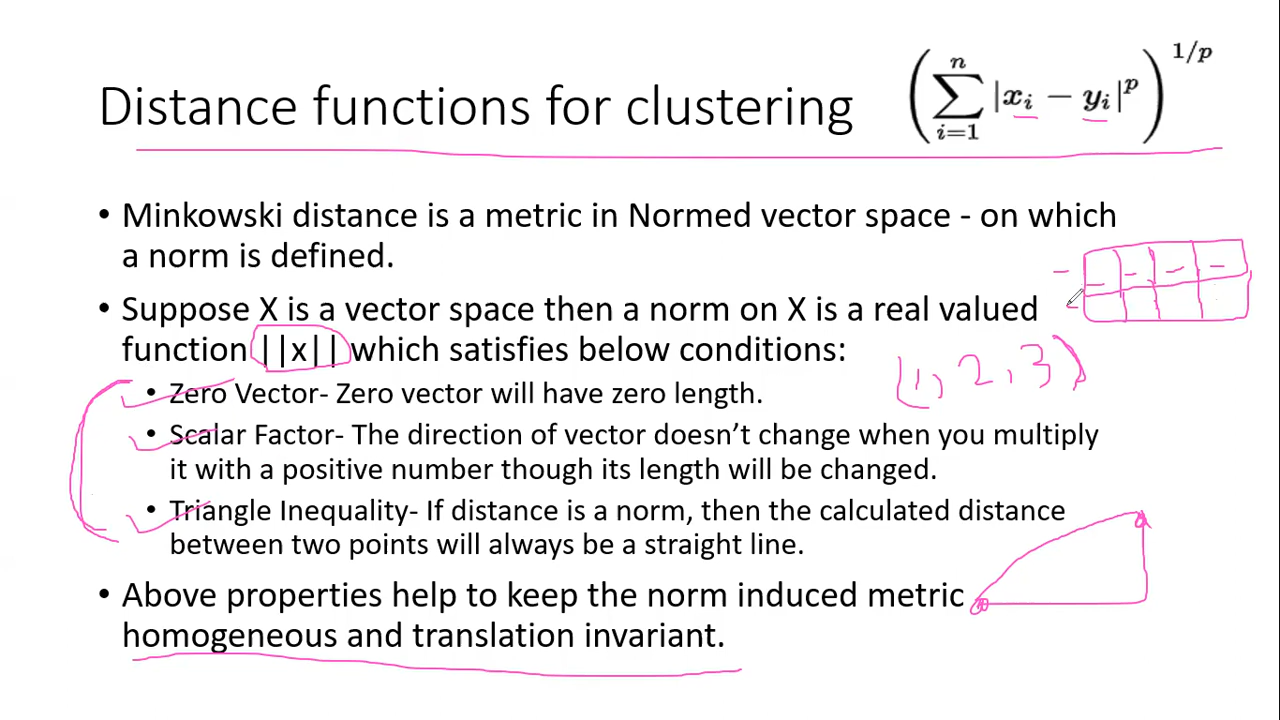 Distance functions for clustering
(∑_{i=1}^{n} |x_i − y_i|^p)^{1/p}
• Minkowski distance is a metric in Normed vector space - on which
a norm is defined.
• Suppose X is a vector space then a norm on X is a real valued
function ||x|| which satisfies below conditions:
(1, 2, 3)
• Zero Vector- Zero vector will have zero length.
• Scalar Factor- The direction of vector doesn’t change when you multiply
it with a positive number though its length will be changed.
• Triangle Inequality- If distance is a norm, then the calculated distance
between two points will always be a straight line.
• Above properties help to keep the norm induced metric
homogeneous and translation invariant.